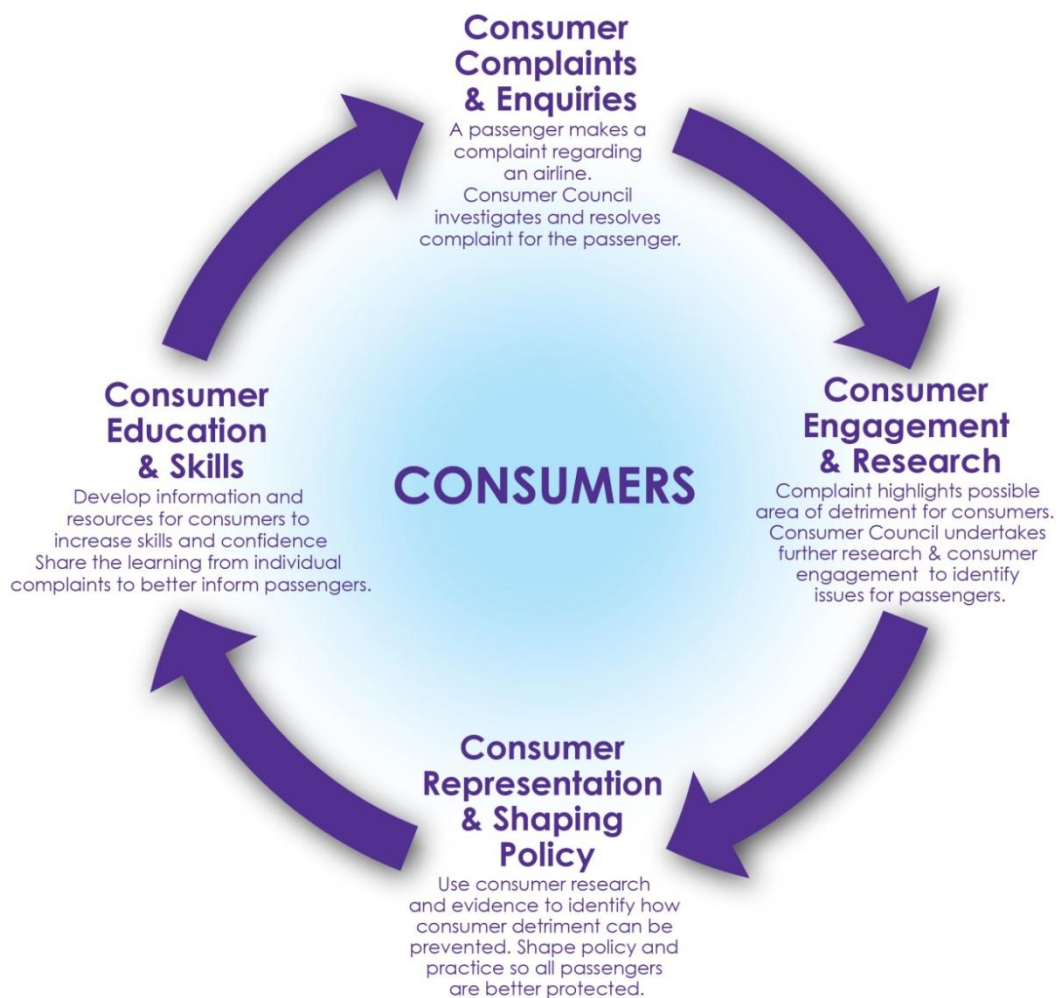 Consumer
Complaints
& Enquiries
A passenger makes a
complaint regarding
an airline.
Consumer Council
investigates and resolves
complaint for the passenger.
Consumer
Engagement
& Research
Complaint highlights possible
area of detriment for consumers.
Consumer Council undertakes
further research & consumer
engagement to identify
issues for passengers.
Consumer
Representation
& Shaping
Policy
Use consumer research
and evidence to identify how
consumer detriment can be
prevented. Shape policy and
practice so all passengers
are better protected.
Consumer
Education
& Skills
Develop information and
resources for consumers to
increase skills and confidence
Share the learning from individual
complaints to better inform passengers.
CONSUMERS